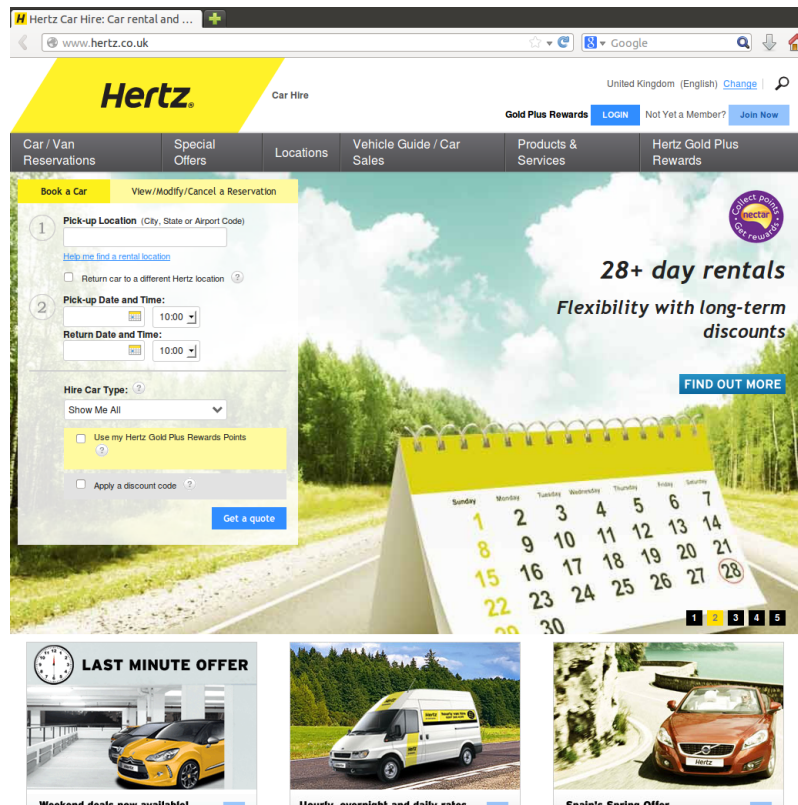 Hertz Car Hire: Car rental and ...
www.hertz.co.uk
Google
Hertz
Car Hire
United Kingdom (English) Change
Gold Plus Rewards LOGIN Not Yet a Member? Join Now
Car / Van Reservations
Special Offers
Locations
Vehicle Guide / Car Sales
Products & Services
Hertz Gold Plus Rewards
Book a Car
View/Modify/Cancel a Reservation
1
Pick-up Location (City, State or Airport Code)
Help me find a rental location
Return car to a different Hertz location ?
2
Pick-up Date and Time:
10:00
Return Date and Time:
10:00
Hire Car Type: ?
Show Me All
Use my Hertz Gold Plus Rewards Points
?
Apply a discount code ?
Get a quote
Collect points
nectar
Get rewards
28+ day rentals
Flexibility with long-term
discounts
FIND OUT MORE
Sunday Monday Tuesday Wednesday Thursday Friday Saturday
1 2 3 4 5 6 7
8 9 10 11 12 13 14
15 16 17 18 19 20 21
22 23 24 25 26 27 28
29 30
1 2 3 4 5
LAST MINUTE OFFER
Hertz
Hertz
Weekend deals now available!
Hourly, overnight and daily rates
Spain's Spring Offer